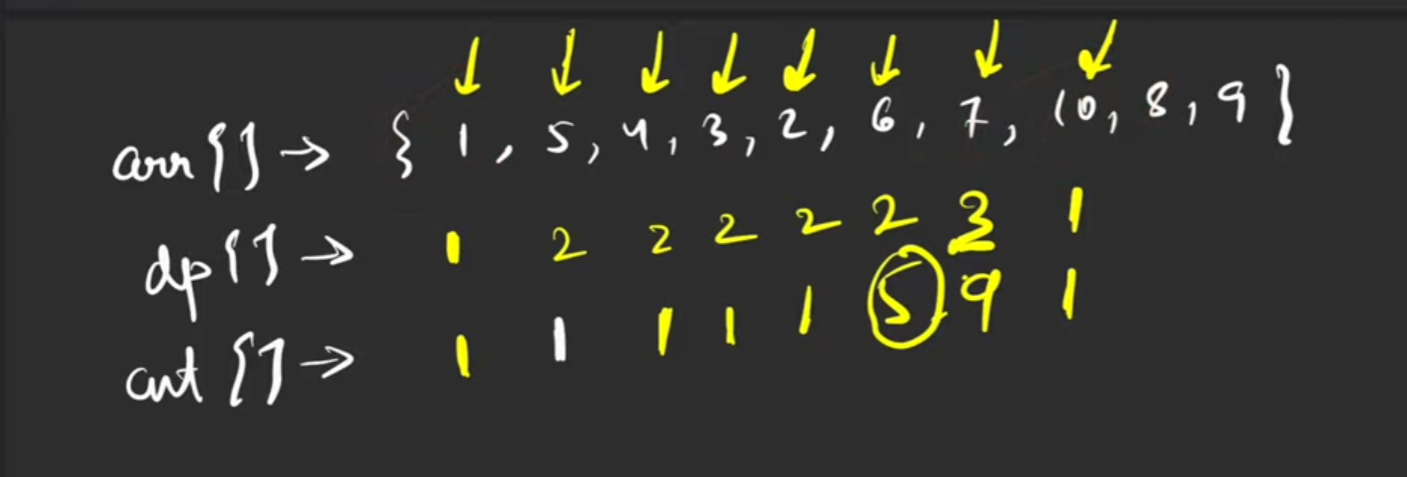 arr[] → { 1, 5, 4, 3, 2, 6, 7, 10, 8, 9 }
dp[] → 1 2 2 2 2 2 3 1
cnt[] → 1 1 1 1 1 5 9 1